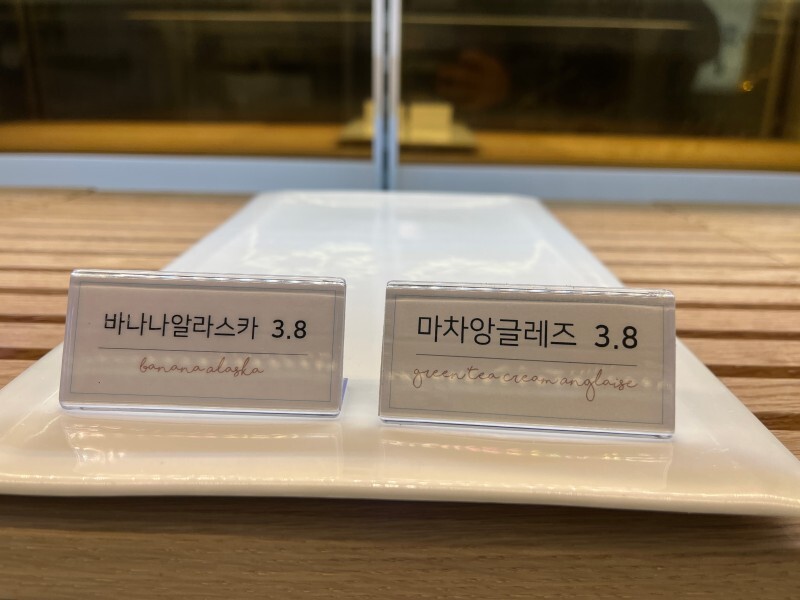 바나나알라스카 3.8
banana alaska
마차앙글레즈 3.8
green tea cream anglaise